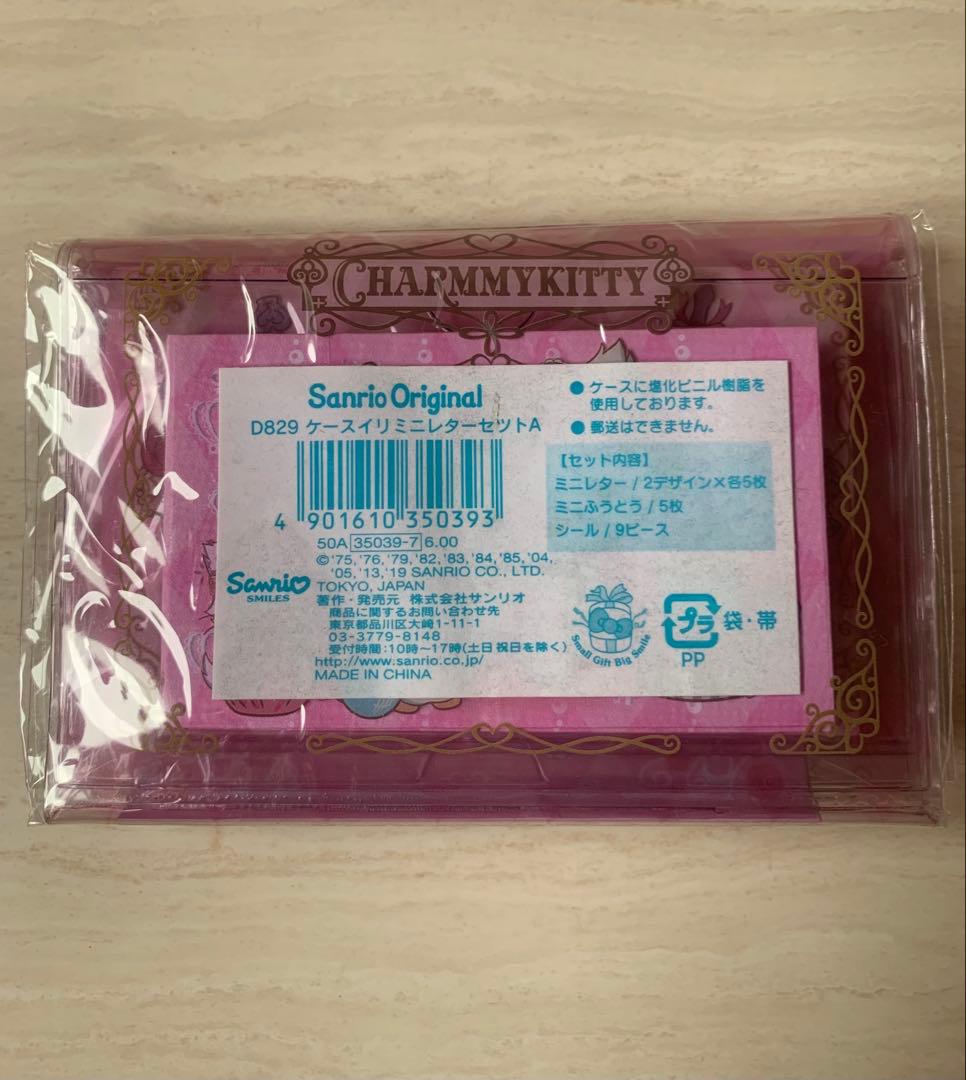 CHARMMYKITTY
Sanrio Original
D829 ケースイリミニレターセットA
4 901610 350393
50A 35039-7 6.00
©'75, '76, '79, '82, '83, '84, '85, '04,
'05, '13, '19 SANRIO CO., LTD.
TOKYO, JAPAN
Sanrio
SMILES
著作・発売元 株式会社サンリオ
商品に関するお問い合わせ先
東京都品川区大崎1-11-1
03-3779-8148
受付時間:10時〜17時(土日祝日を除く)
http://www.sanrio.co.jp/
MADE IN CHINA
● ケースに塩化ビニル樹脂を
使用しております。
● 郵送はできません。
【セット内容】
ミニレター / 2デザイン×各5枚
ミニふうとう / 5枚
シール / 9ピース
Small Gift Big Smile
プラ 袋・帯
PP